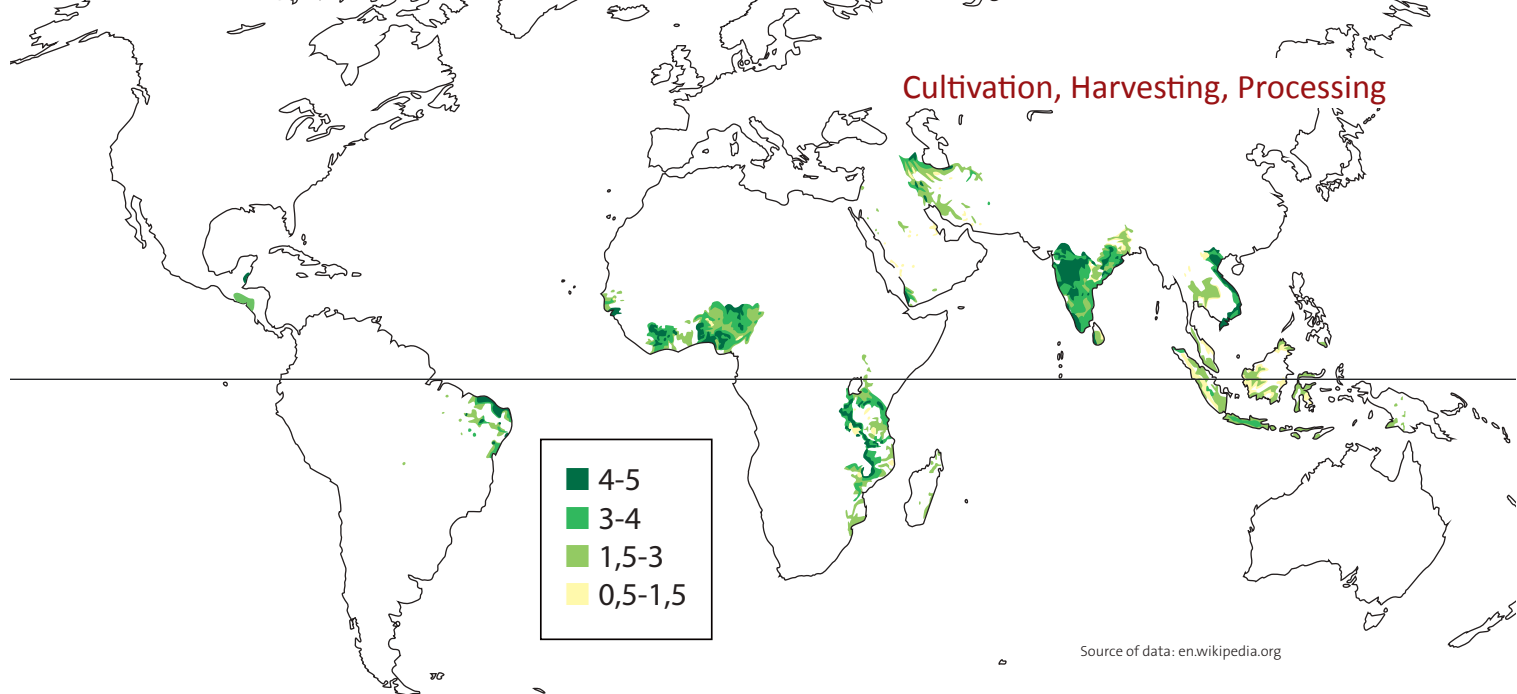 Cultivation, Harvesting, Processing
4-5
3-4
1,5-3
0,5-1,5
Source of data: en.wikipedia.org